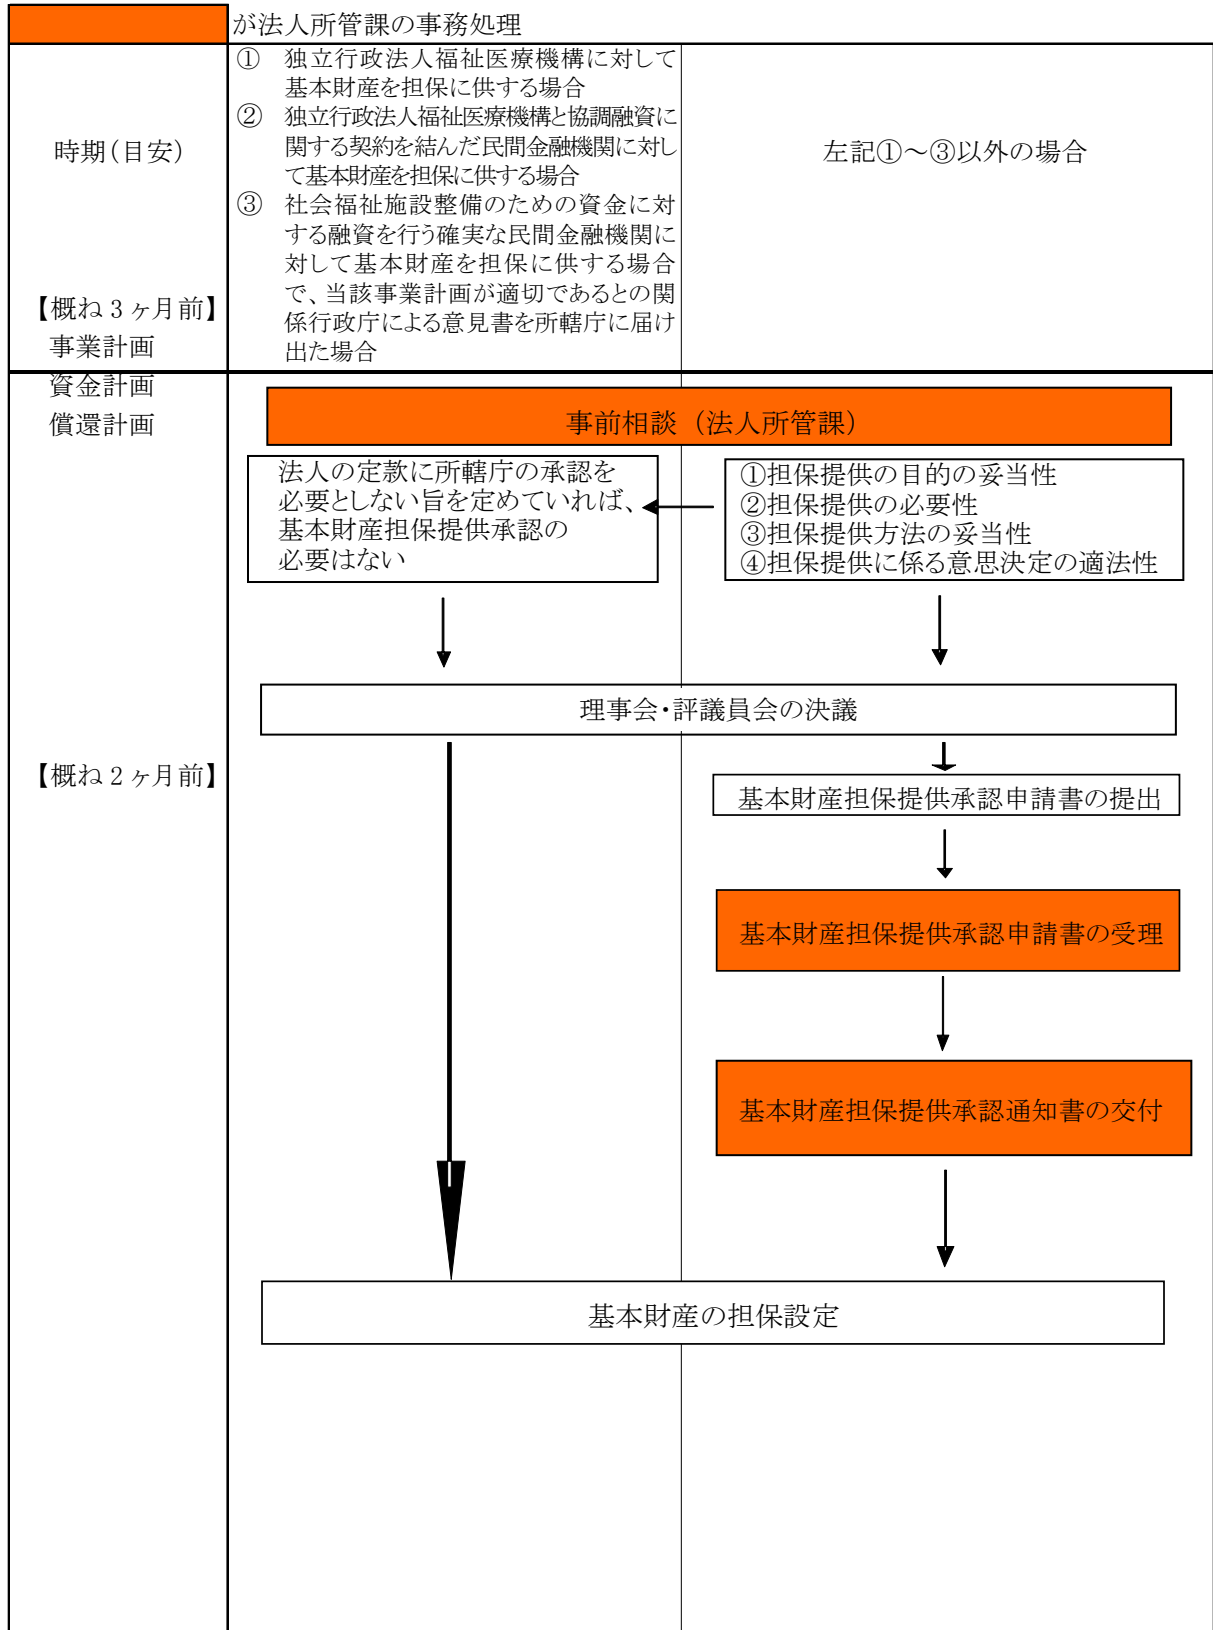 が法人所管課の事務処理
時期(目安)
【概ね3ヶ月前】
事業計画
資金計画
償還計画
① 独立行政法人福祉医療機構に対して
基本財産を担保に供する場合
② 独立行政法人福祉医療機構と協調融資に
関する契約を結んだ民間金融機関に対し
て基本財産を担保に供する場合
③ 社会福祉施設整備のための資金に対
する融資を行う確実な民間金融機関に
対して基本財産を担保に供する場合
で、当該事業計画が適切であるとの関
係行政庁による意見書を所轄庁に届け
出た場合
左記①～③以外の場合
事前相談（法人所管課）
法人の定款に所轄庁の承認を
必要としない旨を定めていれば、
基本財産担保提供承認の
必要はない
①担保提供の目的の妥当性
②担保提供の必要性
③担保提供方法の妥当性
④担保提供に係る意思決定の適法性
理事会・評議員会の決議
【概ね2ヶ月前】
基本財産担保提供承認申請書の提出
基本財産担保提供承認申請書の受理
基本財産担保提供承認通知書の交付
基本財産の担保設定